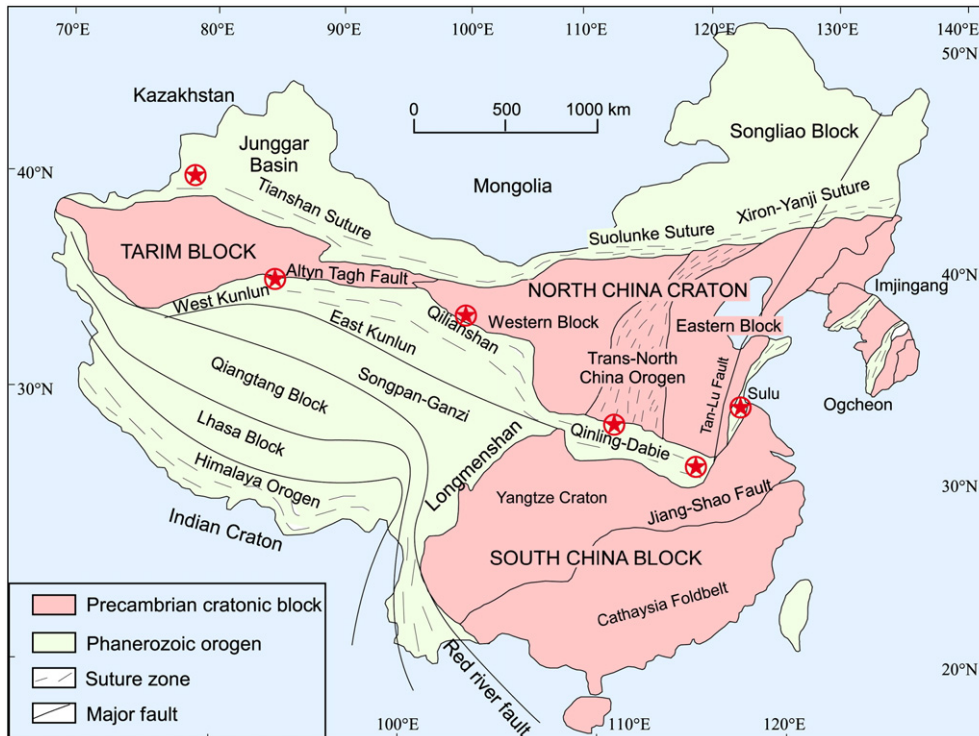 70°E
80°E
90°E
100°E
110°E
120°E
130°E
140°E
50°N
Kazakhstan
0
500
1000 km
Songliao Block
Junggar
Basin
40°N
Mongolia
Tianshan Suture
Xiron-Yanji Suture
Suolunke Suture
TARIM BLOCK
Altyn Tagh Fault
40°N
NORTH CHINA CRATON
Imjingang
West Kunlun
East Kunlun
Qilianshan
Western Block
Eastern Block
Trans-North
China Orogen
Tan-Lu Fault
30°N
Qiangtang Block
Songpan-Ganzi
Sulu
Ogcheon
Lhasa Block
Qinling-Dabie
Himalaya Orogen
Longmenshan
Yangtze Craton
Jiang-Shao Fault
30°N
Indian Craton
SOUTH CHINA BLOCK
Cathaysia Foldbelt
Precambrian cratonic block
Phanerozoic orogen
Suture zone
Major fault
Red river fault
20°N
100°E
110°E
120°E